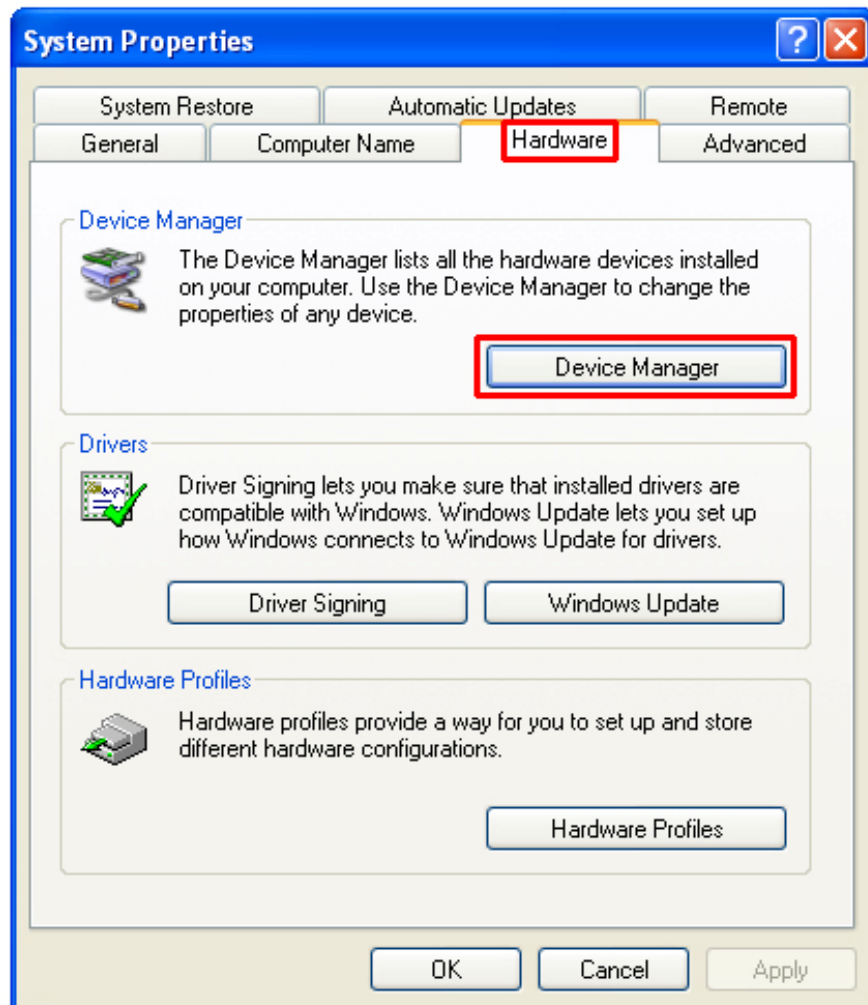 System Properties
System Restore Automatic Updates Remote
General Computer Name Hardware Advanced
Device Manager
The Device Manager lists all the hardware devices installed
on your computer. Use the Device Manager to change the
properties of any device.
Device Manager
Drivers
Driver Signing lets you make sure that installed drivers are
compatible with Windows. Windows Update lets you set up
how Windows connects to Windows Update for drivers.
Driver Signing Windows Update
Hardware Profiles
Hardware profiles provide a way for you to set up and store
different hardware configurations.
Hardware Profiles
OK Cancel Apply